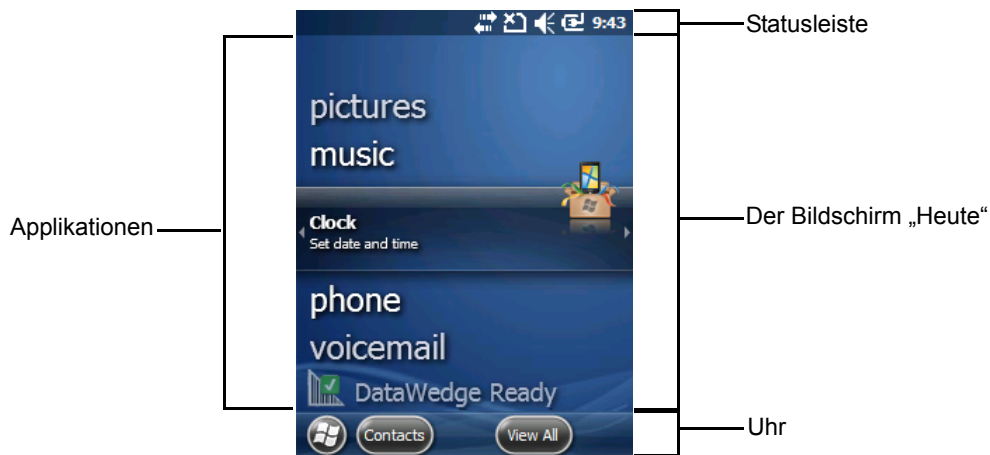 9:43
Statusleiste
pictures
music
Applikationen
Clock
Set date and time
Der Bildschirm „Heute“
phone
voicemail
DataWedge Ready
Contacts
View All
Uhr